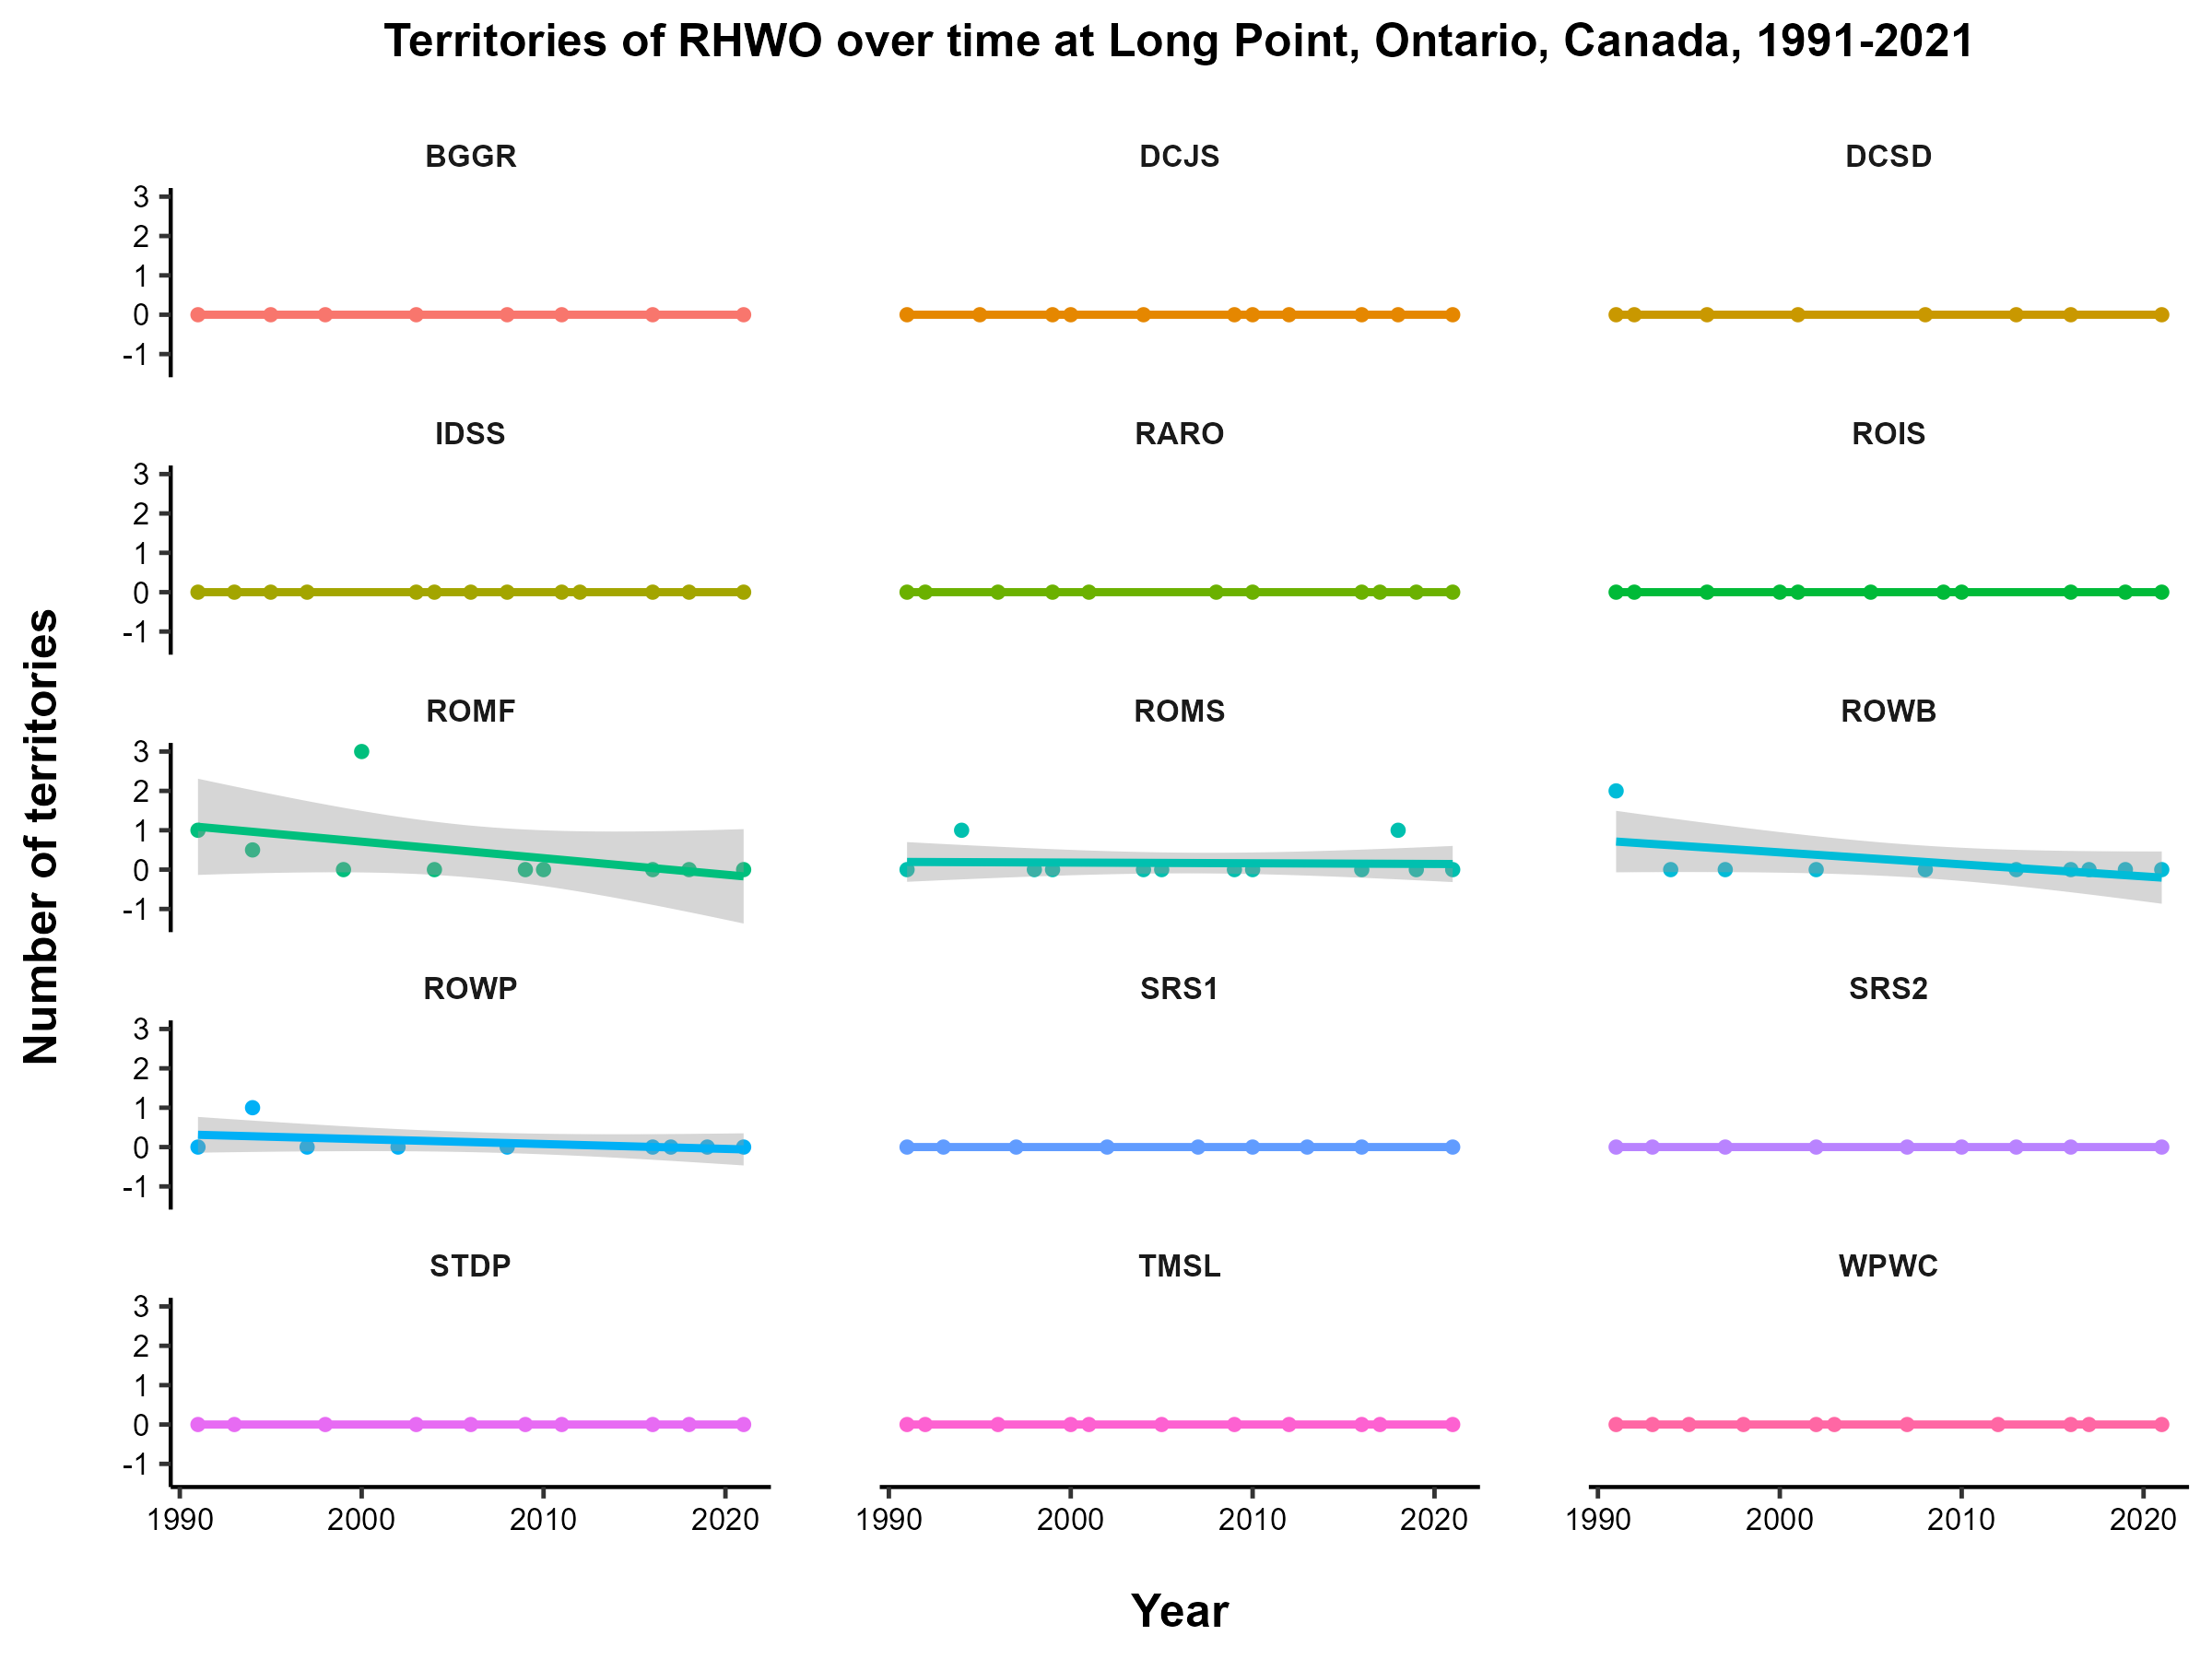 Territories of RHWO over time at Long Point, Ontario, Canada, 1991-2021
BGGR DCJS DCSD
3
2
1
0
-1
IDSS RARO ROIS
3
2
1
0
-1
ROMF ROMS ROWB
3
2
1
0
-1
ROWP SRS1 SRS2
3
2
1
0
-1
STDP TMSL WPWC
3
2
1
0
-1
1990 2000 2010 2020 1990 2000 2010 2020 1990 2000 2010 2020
Number of territories
Year